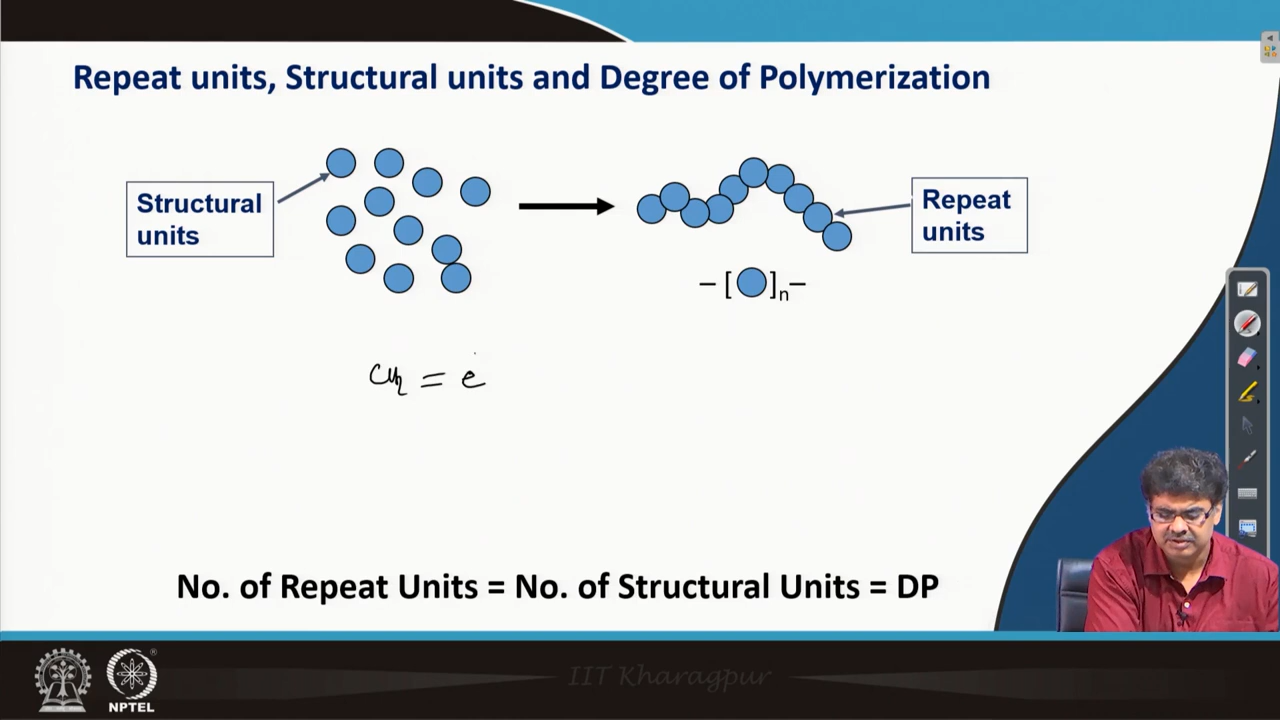 Repeat units, Structural units and Degree of Polymerization
Structural
units
Repeat
units
–[ ]n–
=
No. of Repeat Units = No. of Structural Units = DP
IIT Kharagpur
NPTEL